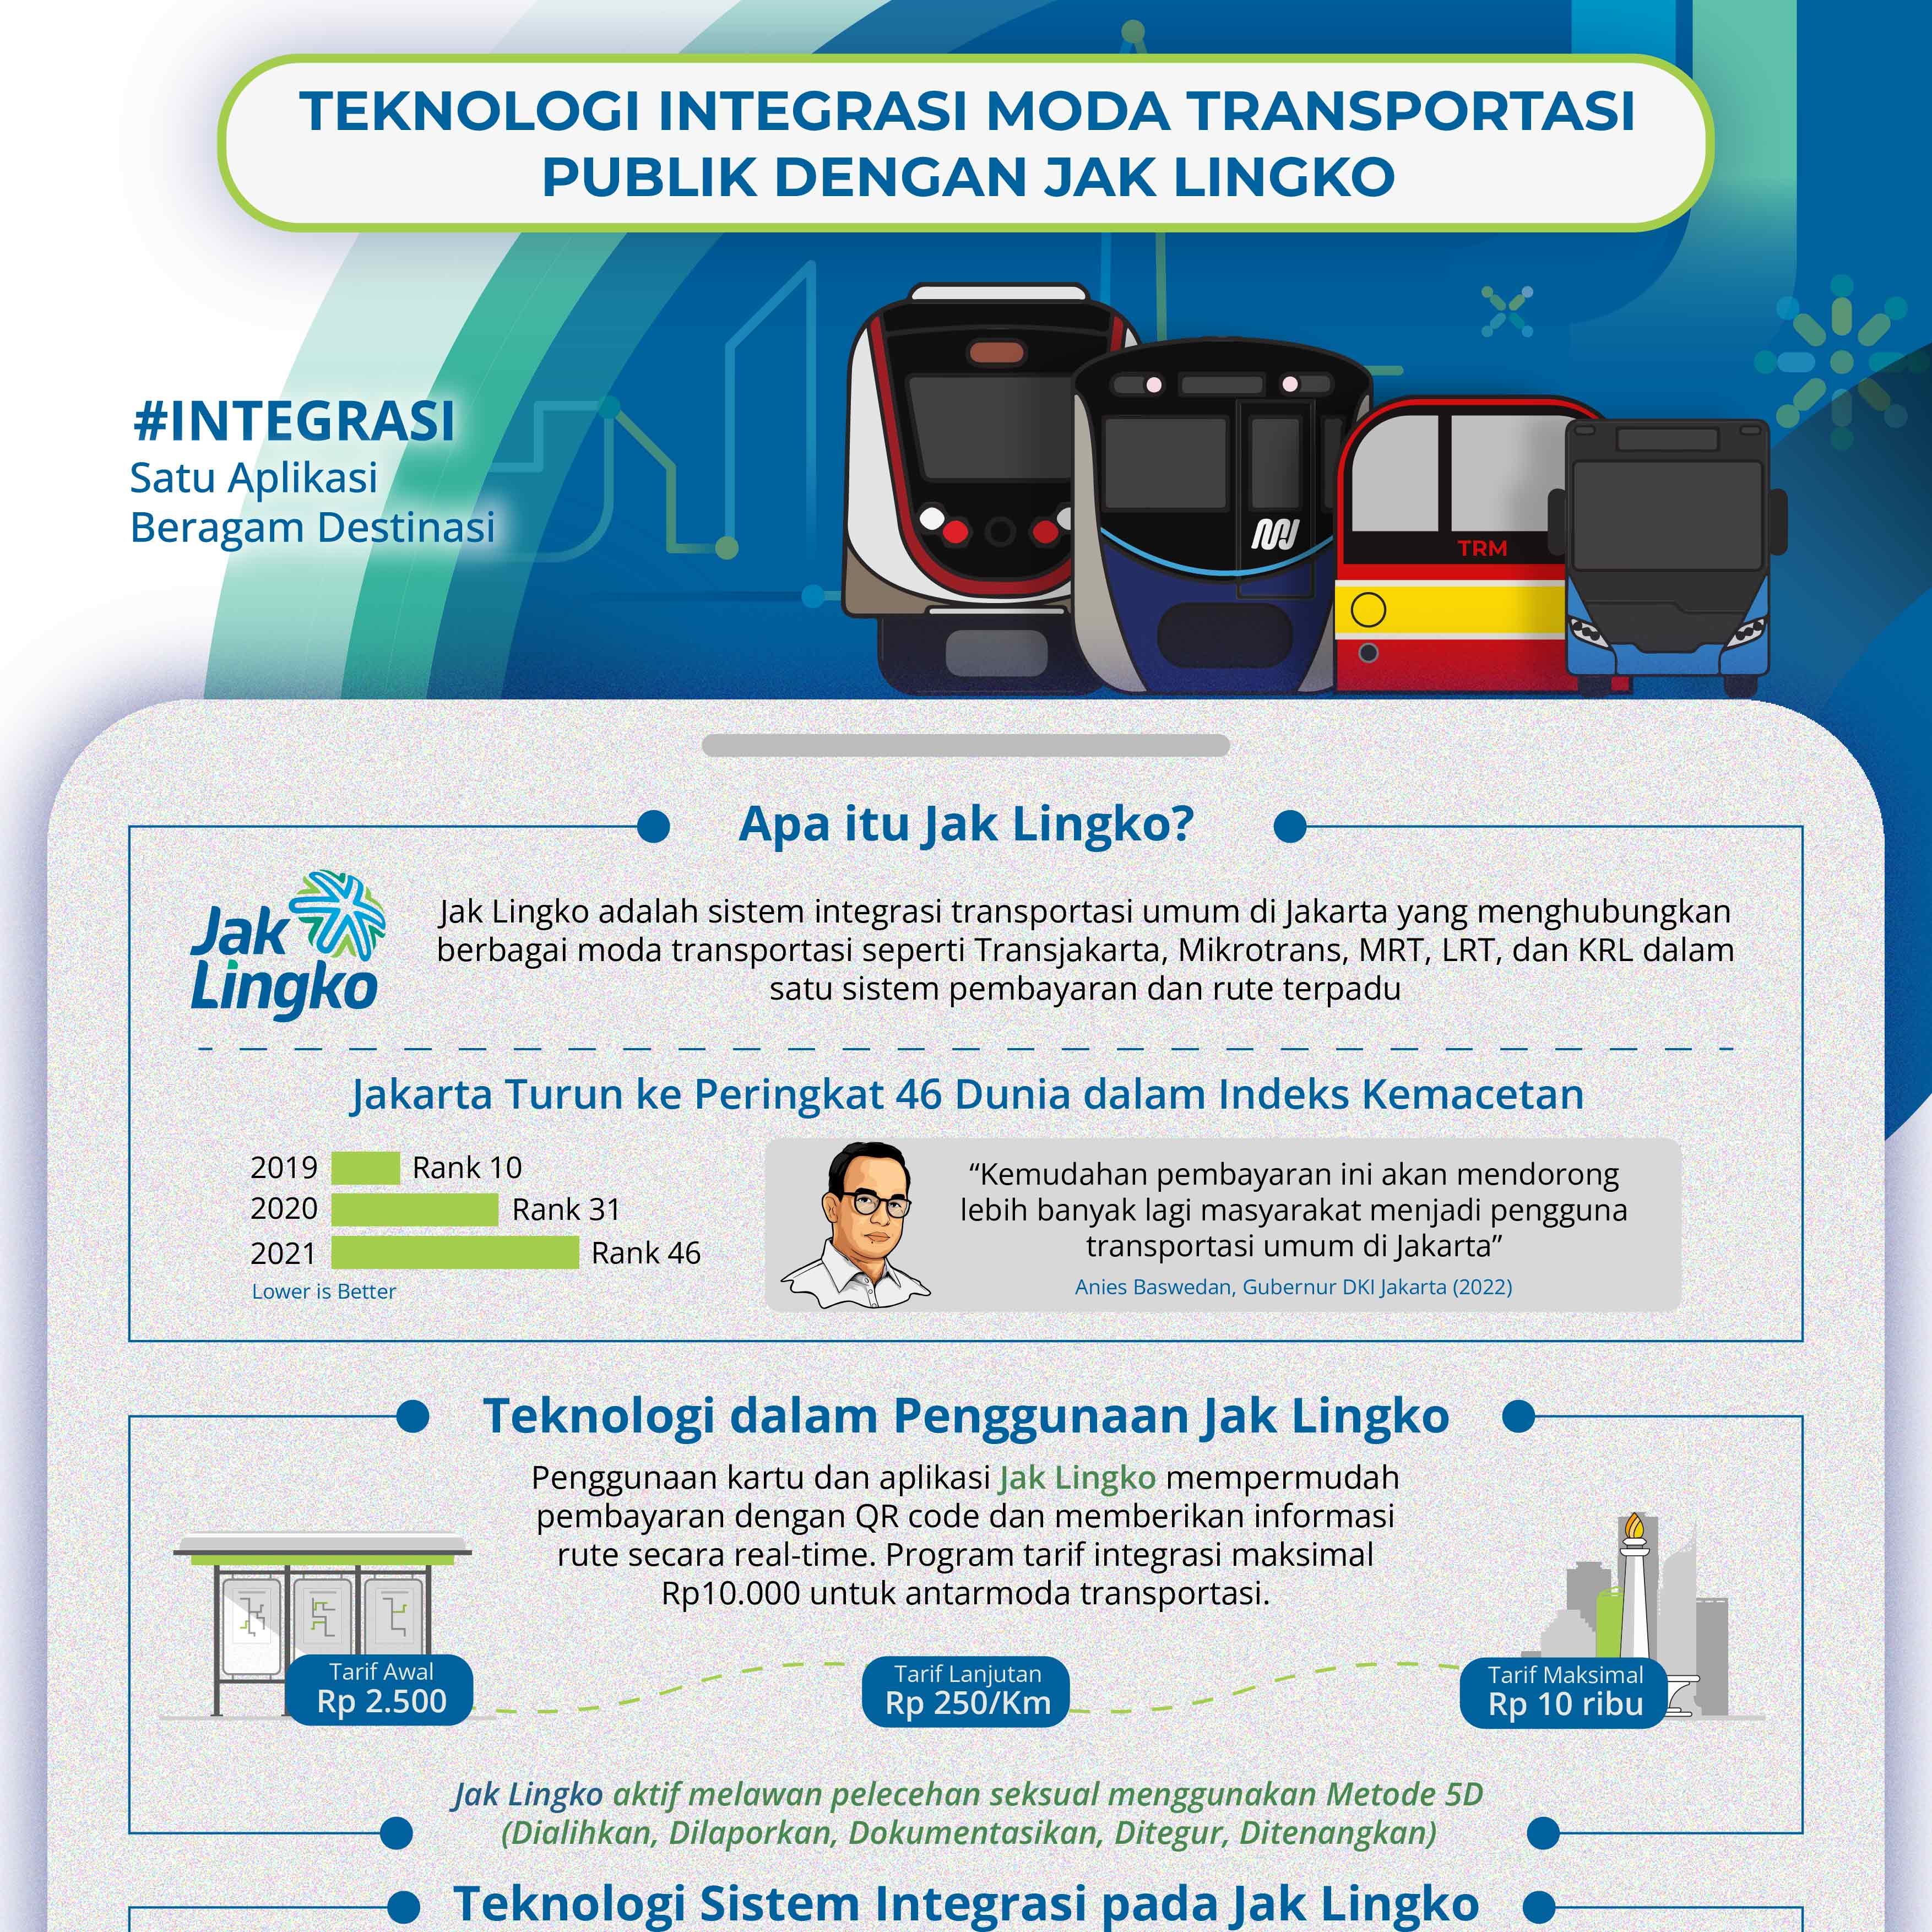 TEKNOLOGI INTEGRASI MODA TRANSPORTASI
PUBLIK DENGAN JAK LINGKO
#INTEGRASI
Satu Aplikasi
Beragam Destinasi
TRM
Apa itu Jak Lingko?
Jak
Lingko
Jak Lingko adalah sistem integrasi transportasi umum di Jakarta yang menghubungkan
berbagai moda transportasi seperti Transjakarta, Mikrotrans, MRT, LRT, dan KRL dalam
satu sistem pembayaran dan rute terpadu
Jakarta Turun ke Peringkat 46 Dunia dalam Indeks Kemacetan
2019 Rank 10
2020 Rank 31
2021 Rank 46
Lower is Better
“Kemudahan pembayaran ini akan mendorong
lebih banyak lagi masyarakat menjadi pengguna
transportasi umum di Jakarta”
Anies Baswedan, Gubernur DKI Jakarta (2022)
Teknologi dalam Penggunaan Jak Lingko
Penggunaan kartu dan aplikasi Jak Lingko mempermudah
pembayaran dengan QR code dan memberikan informasi
rute secara real-time. Program tarif integrasi maksimal
Rp10.000 untuk antarmoda transportasi.
Tarif Awal
Rp 2.500
Tarif Lanjutan
Rp 250/Km
Tarif Maksimal
Rp 10 ribu
Jak Lingko aktif melawan pelecehan seksual menggunakan Metode 5D
(Dialihkan, Dilaporkan, Dokumentasikan, Ditegur, Ditenangkan)
Teknologi Sistem Integrasi pada Jak Lingko